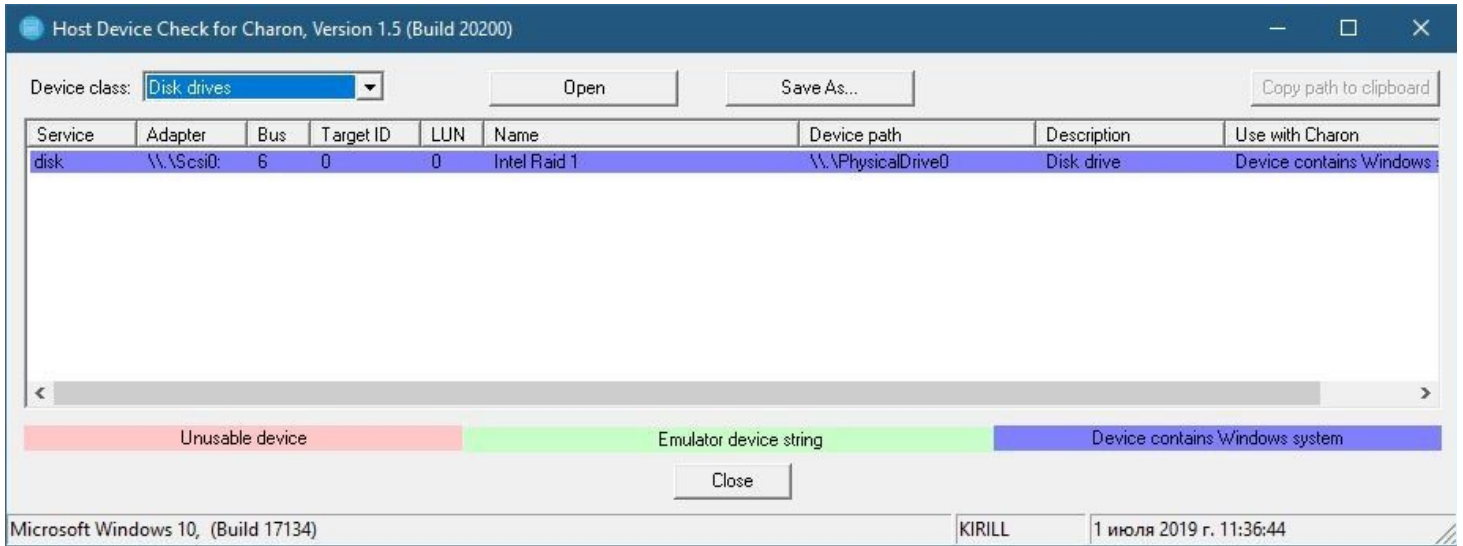 Host Device Check for Charon, Version 1.5 (Build 20200)
Device class: Disk drives Open Save As... Copy path to clipboard
Service Adapter Bus Target ID LUN Name Device path Description Use with Charon
disk \\.\Scsi0: 6 0 0 Intel Raid 1 \\.\PhysicalDrive0 Disk drive Device contains Windows
Unusable device Emulator device string Device contains Windows system
Close
Microsoft Windows 10, (Build 17134) KIRILL 1 июля 2019 г. 11:36:44